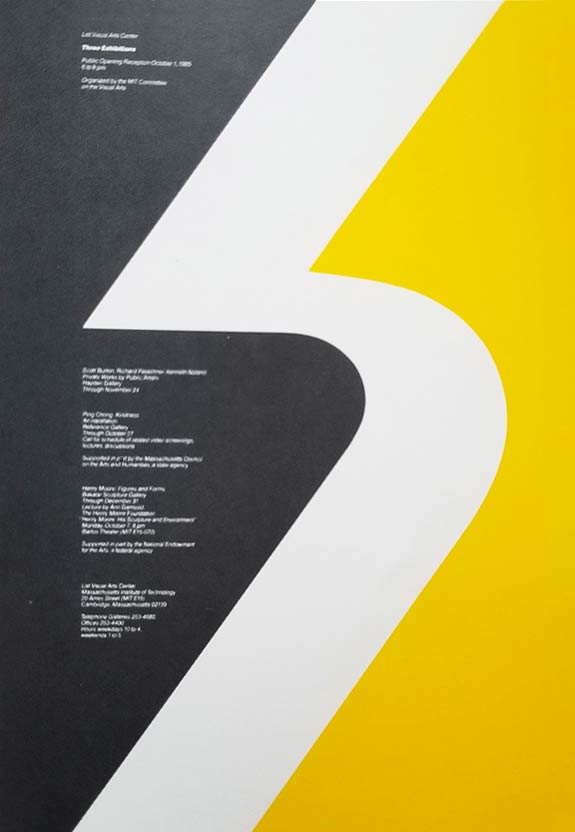 List Visual Arts Center
Three Exhibitions
Public Opening Reception October 1, 1985
6 to 8 pm
Organized by the MIT Committee
on the Visual Arts
Scott Burton, Richard Fleischner, Kenneth Noland
Private Works by Public Artists
Hayden Gallery
Through November 24
Ping Chong: Kindness
An installation
Reference Gallery
Through October 27
Call for schedule of related video screenings,
lectures, discussions
Supported in part by the Massachusetts Council
on the Arts and Humanities, a state agency
Henry Moore: Figures and Forms
Bakalar Sculpture Gallery
Through December 31
Lecture by Ann Garrould
The Henry Moore Foundation
"Henry Moore: His Sculpture and Environment"
Monday, October 7, 8 pm
Bartos Theater (MIT E15-070)
Supported in part by the National Endowment
for the Arts, a federal agency
List Visual Arts Center
Massachusetts Institute of Technology
20 Ames Street (MIT E15)
Cambridge, Massachusetts 02139
Telephone Galleries 253-4680
Offices 253-4400
Hours weekdays 10 to 4,
weekends 1 to 5